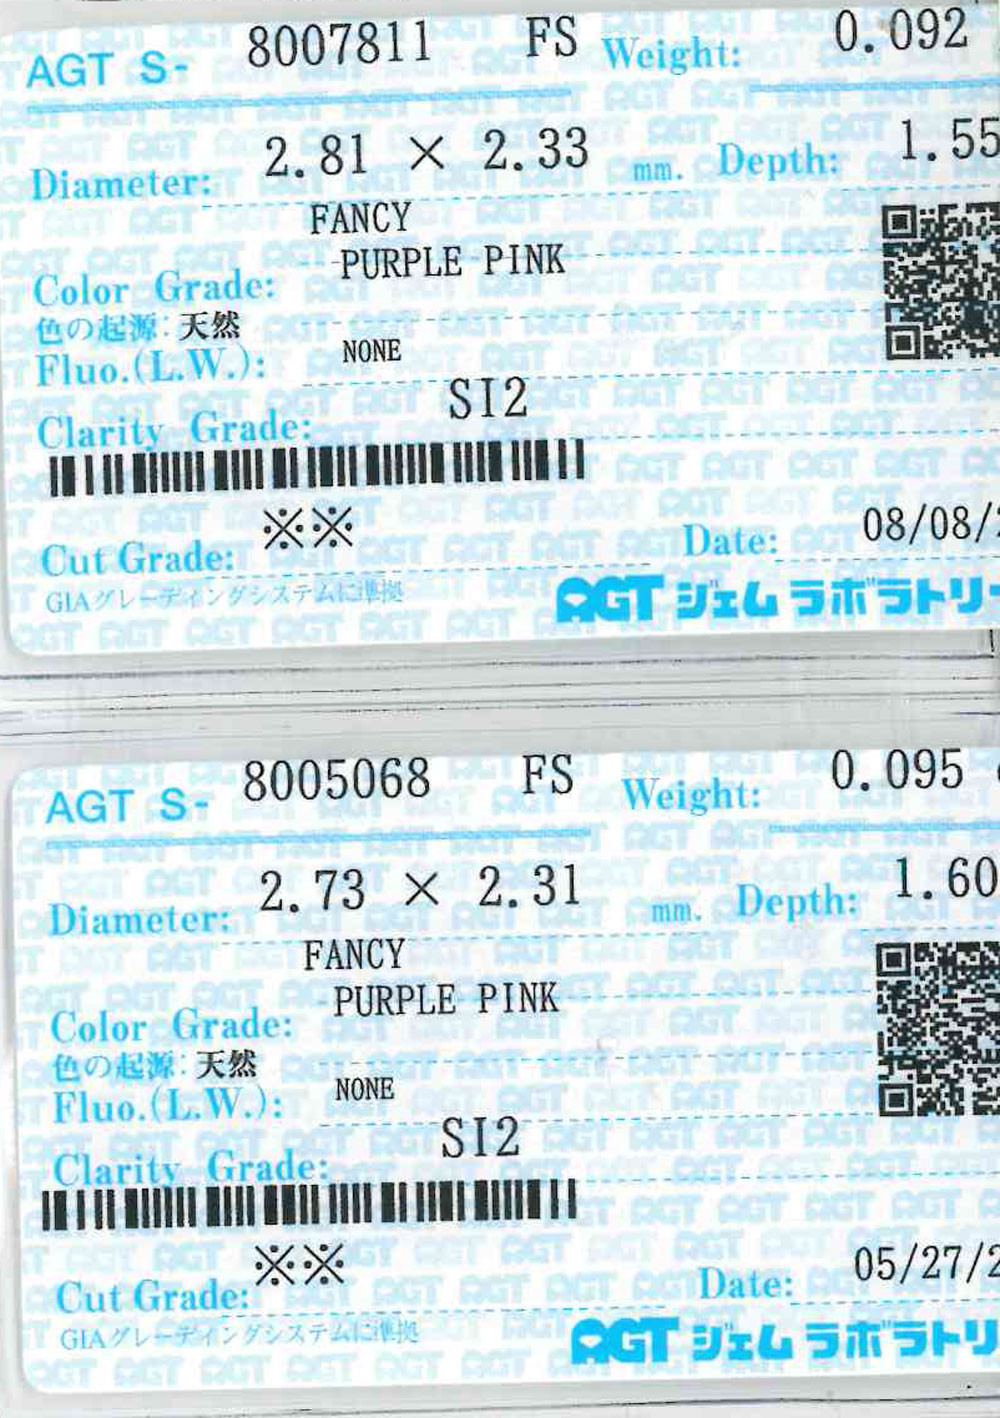 AGT S- 8007811 FS Weight: 0.092
Diameter: 2.81 × 2.33 mm. Depth: 1.55
FANCY
Color Grade: PURPLE PINK
色の起源: 天然
Fluo.(L.W.): NONE
Clarity Grade: SI2
Cut Grade: ※※ Date: 08/08/2
GIAグレーディングシステムに準拠
AGT ジェム ラボラトリー
AGT S- 8005068 FS Weight: 0.095
Diameter: 2.73 × 2.31 mm. Depth: 1.60
FANCY
Color Grade: PURPLE PINK
色の起源: 天然
Fluo.(L.W.): NONE
Clarity Grade: SI2
Cut Grade: ※※ Date: 05/27/2
GIAグレーディングシステムに準拠
AGT ジェム ラボラトリ